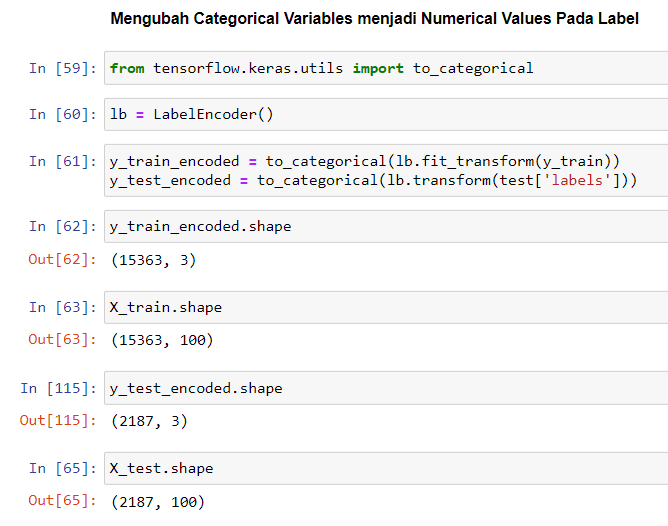 Mengubah Categorical Variables menjadi Numerical Values Pada Label
In [59]: from tensorflow.keras.utils import to_categorical
In [60]: lb = LabelEncoder()
In [61]: y_train_encoded = to_categorical(lb.fit_transform(y_train))
y_test_encoded = to_categorical(lb.transform(test['labels']))
In [62]: y_train_encoded.shape
Out[62]: (15363, 3)
In [63]: X_train.shape
Out[63]: (15363, 100)
In [115]: y_test_encoded.shape
Out[115]: (2187, 3)
In [65]: X_test.shape
Out[65]: (2187, 100)